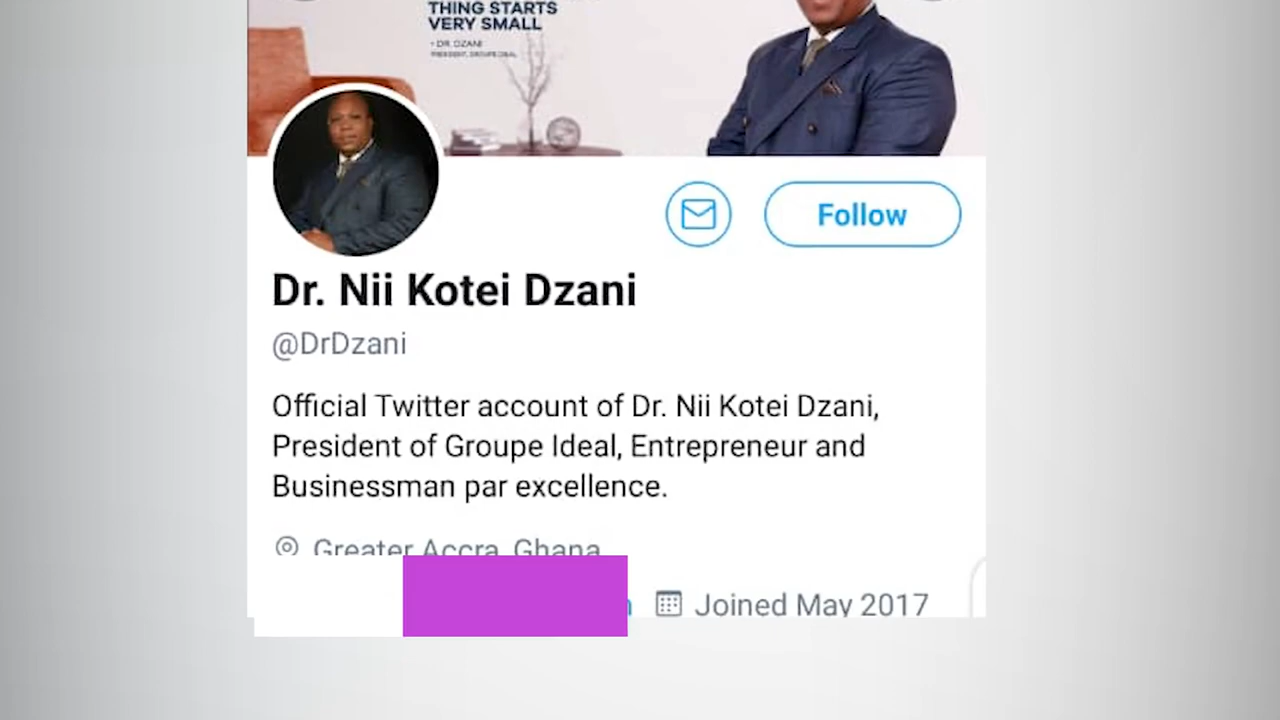 THING STARTS
VERY SMALL
- DR. DZANI
PRESIDENT, GROUPE IDEAL
Follow
Dr. Nii Kotei Dzani
@DrDzani
Official Twitter account of Dr. Nii Kotei Dzani,
President of Groupe Ideal, Entrepreneur and
Businessman par excellence.
Greater Accra, Ghana
Joined May 2017